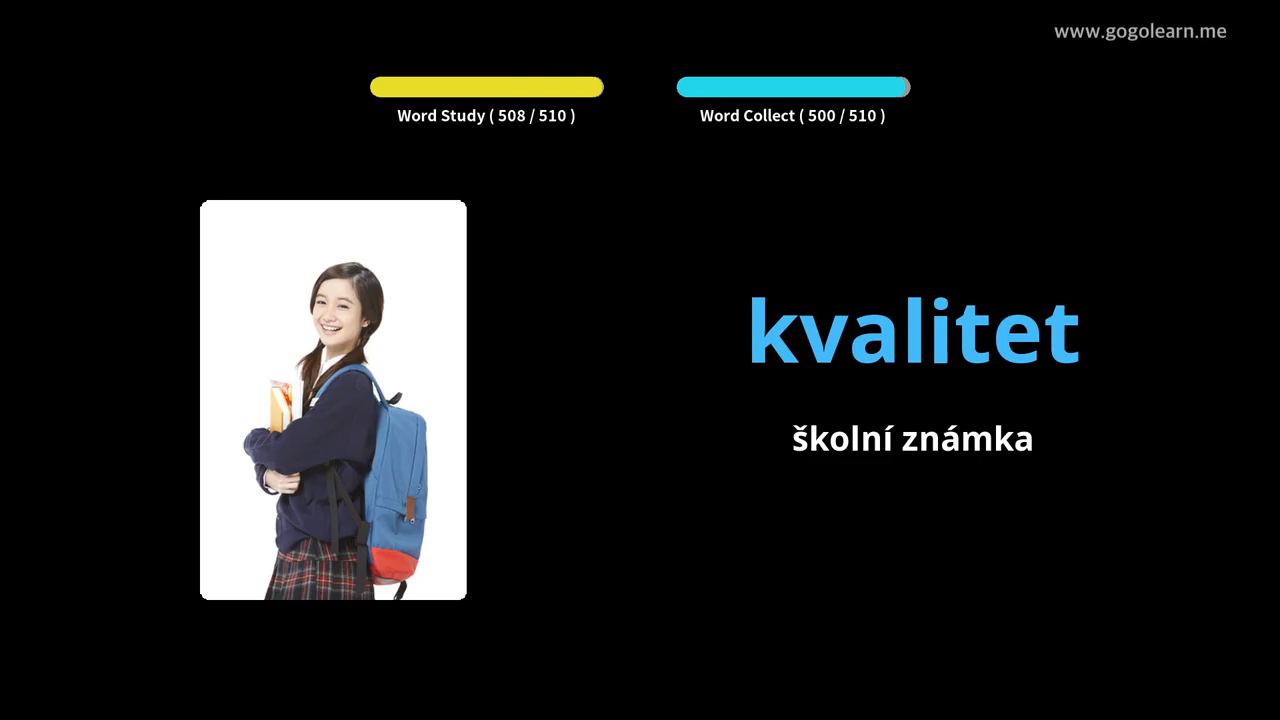 www.gogolearn.me
Word Study ( 508 / 510 )
Word Collect ( 500 / 510 )
kvalitet
školní známka